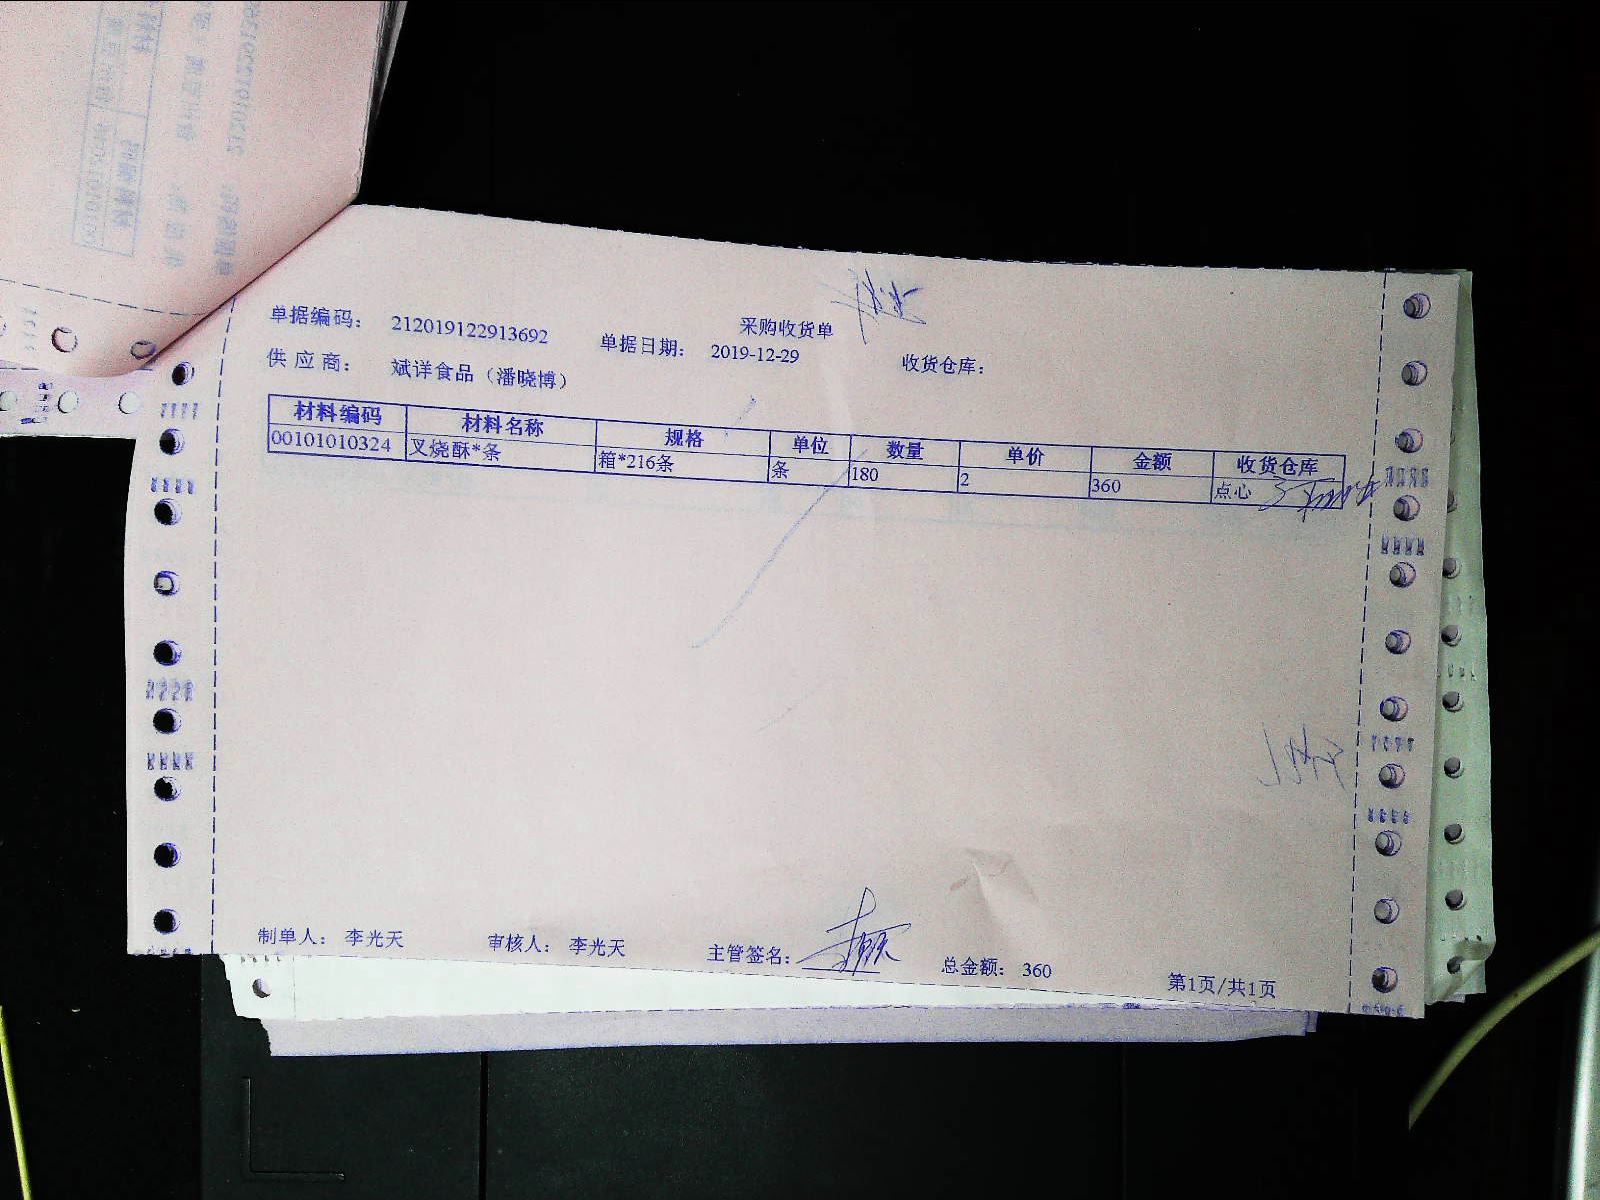 采购收货单
单据编码： 212019122913692 单据日期： 2019-12-29 收货仓库：
供应商： 斌详食品（潘晓博）
材料编码 材料名称 规格 单位 数量 单价 金额 收货仓库
00101010324 叉烧酥*条 箱*216条 条 180 2 360 点心
制单人： 李光天 审核人： 李光天 主管签名： 总金额： 360 第1页/共1页